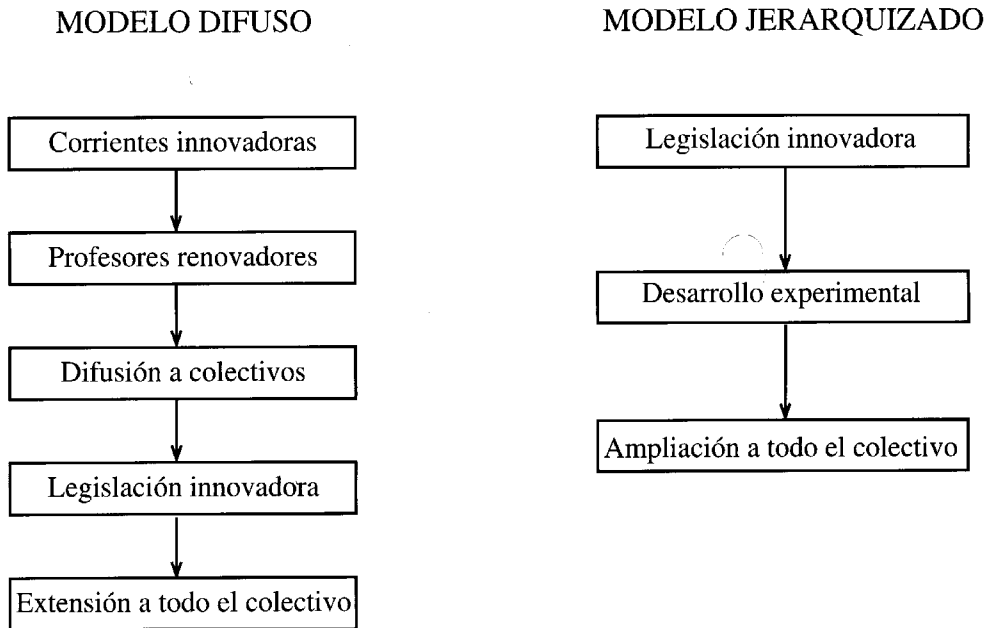 MODELO DIFUSO
Corrientes innovadoras
Profesores renovadores
Difusión a colectivos
Legislación innovadora
Extensión a todo el colectivo
MODELO JERARQUIZADO
Legislación innovadora
Desarrollo experimental
Ampliación a todo el colectivo